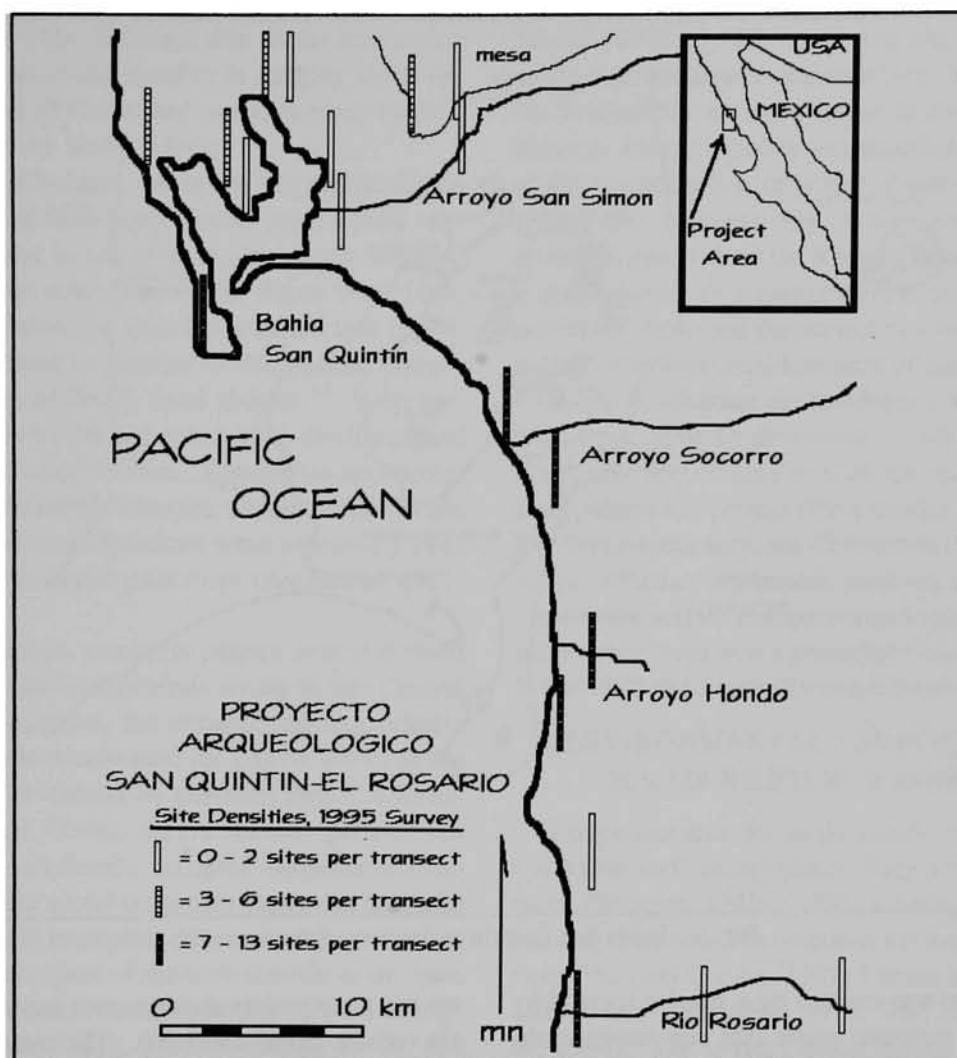 mesa
USA
MEXICO
Project
Area
Arroyo San Simon
Bahia
San Quintín
PACIFIC
OCEAN
Arroyo Socorro
Arroyo Hondo
PROYECTO
ARQUEOLOGICO
SAN QUINTIN-EL ROSARIO
Site Densities, 1995 Survey
= 0 - 2 sites per transect
= 3 - 6 sites per transect
= 7 - 13 sites per transect
0 10 km
mn
Rio Rosario